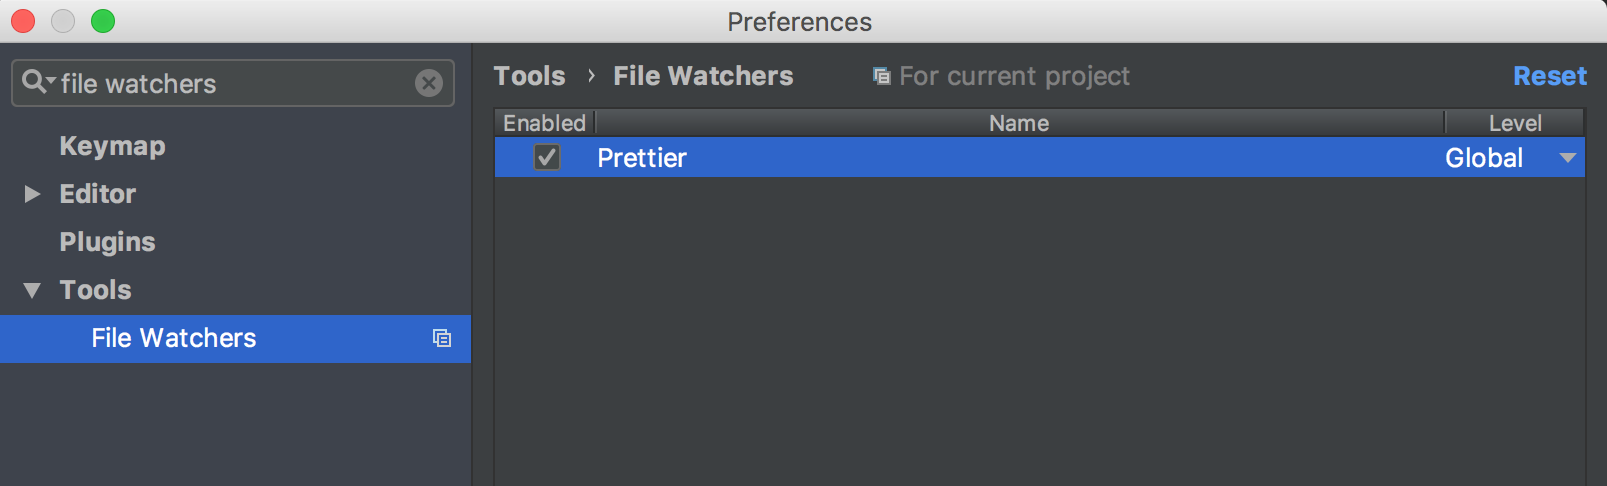 Preferences
file watchers
Keymap
Editor
Plugins
Tools
File Watchers
Tools › File Watchers For current project Reset
Enabled Name Level
Prettier Global